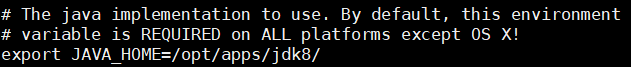 # The java implementation to use. By default, this environment
# variable is REQUIRED on ALL platforms except OS X!
export JAVA_HOME=/opt/apps/jdk8/